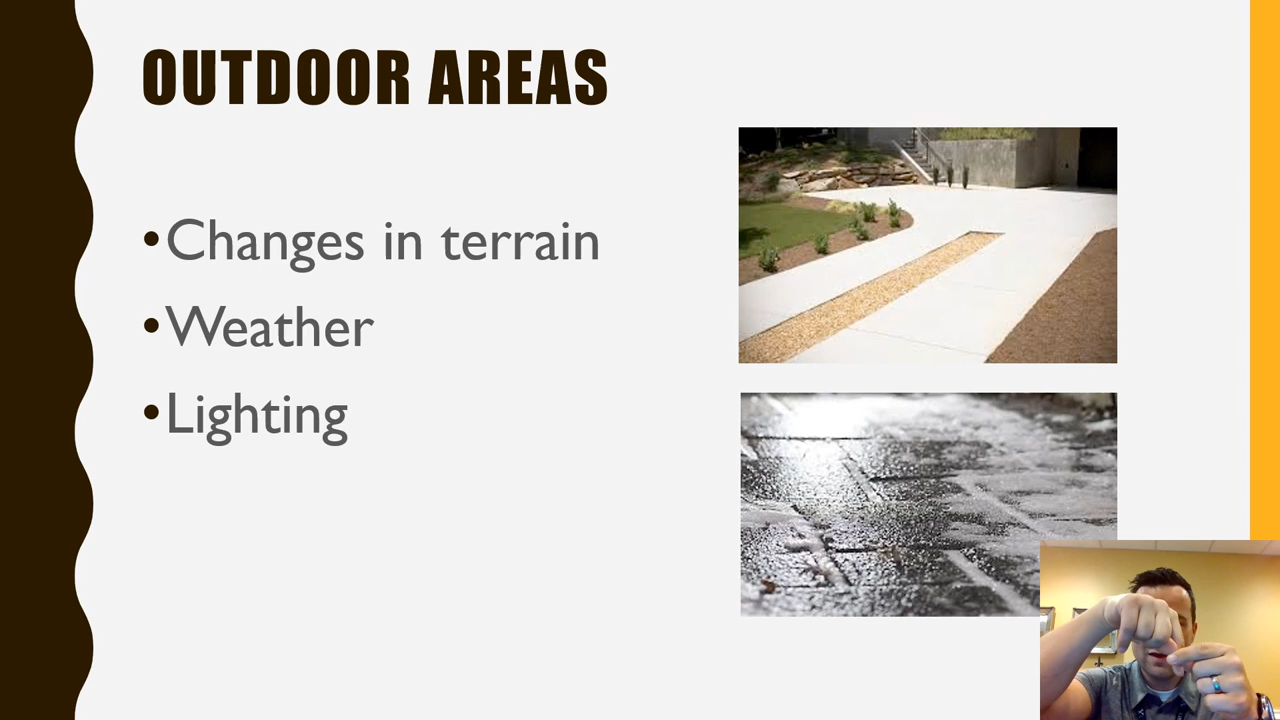 OUTDOOR AREAS
•Changes in terrain
•Weather
•Lighting